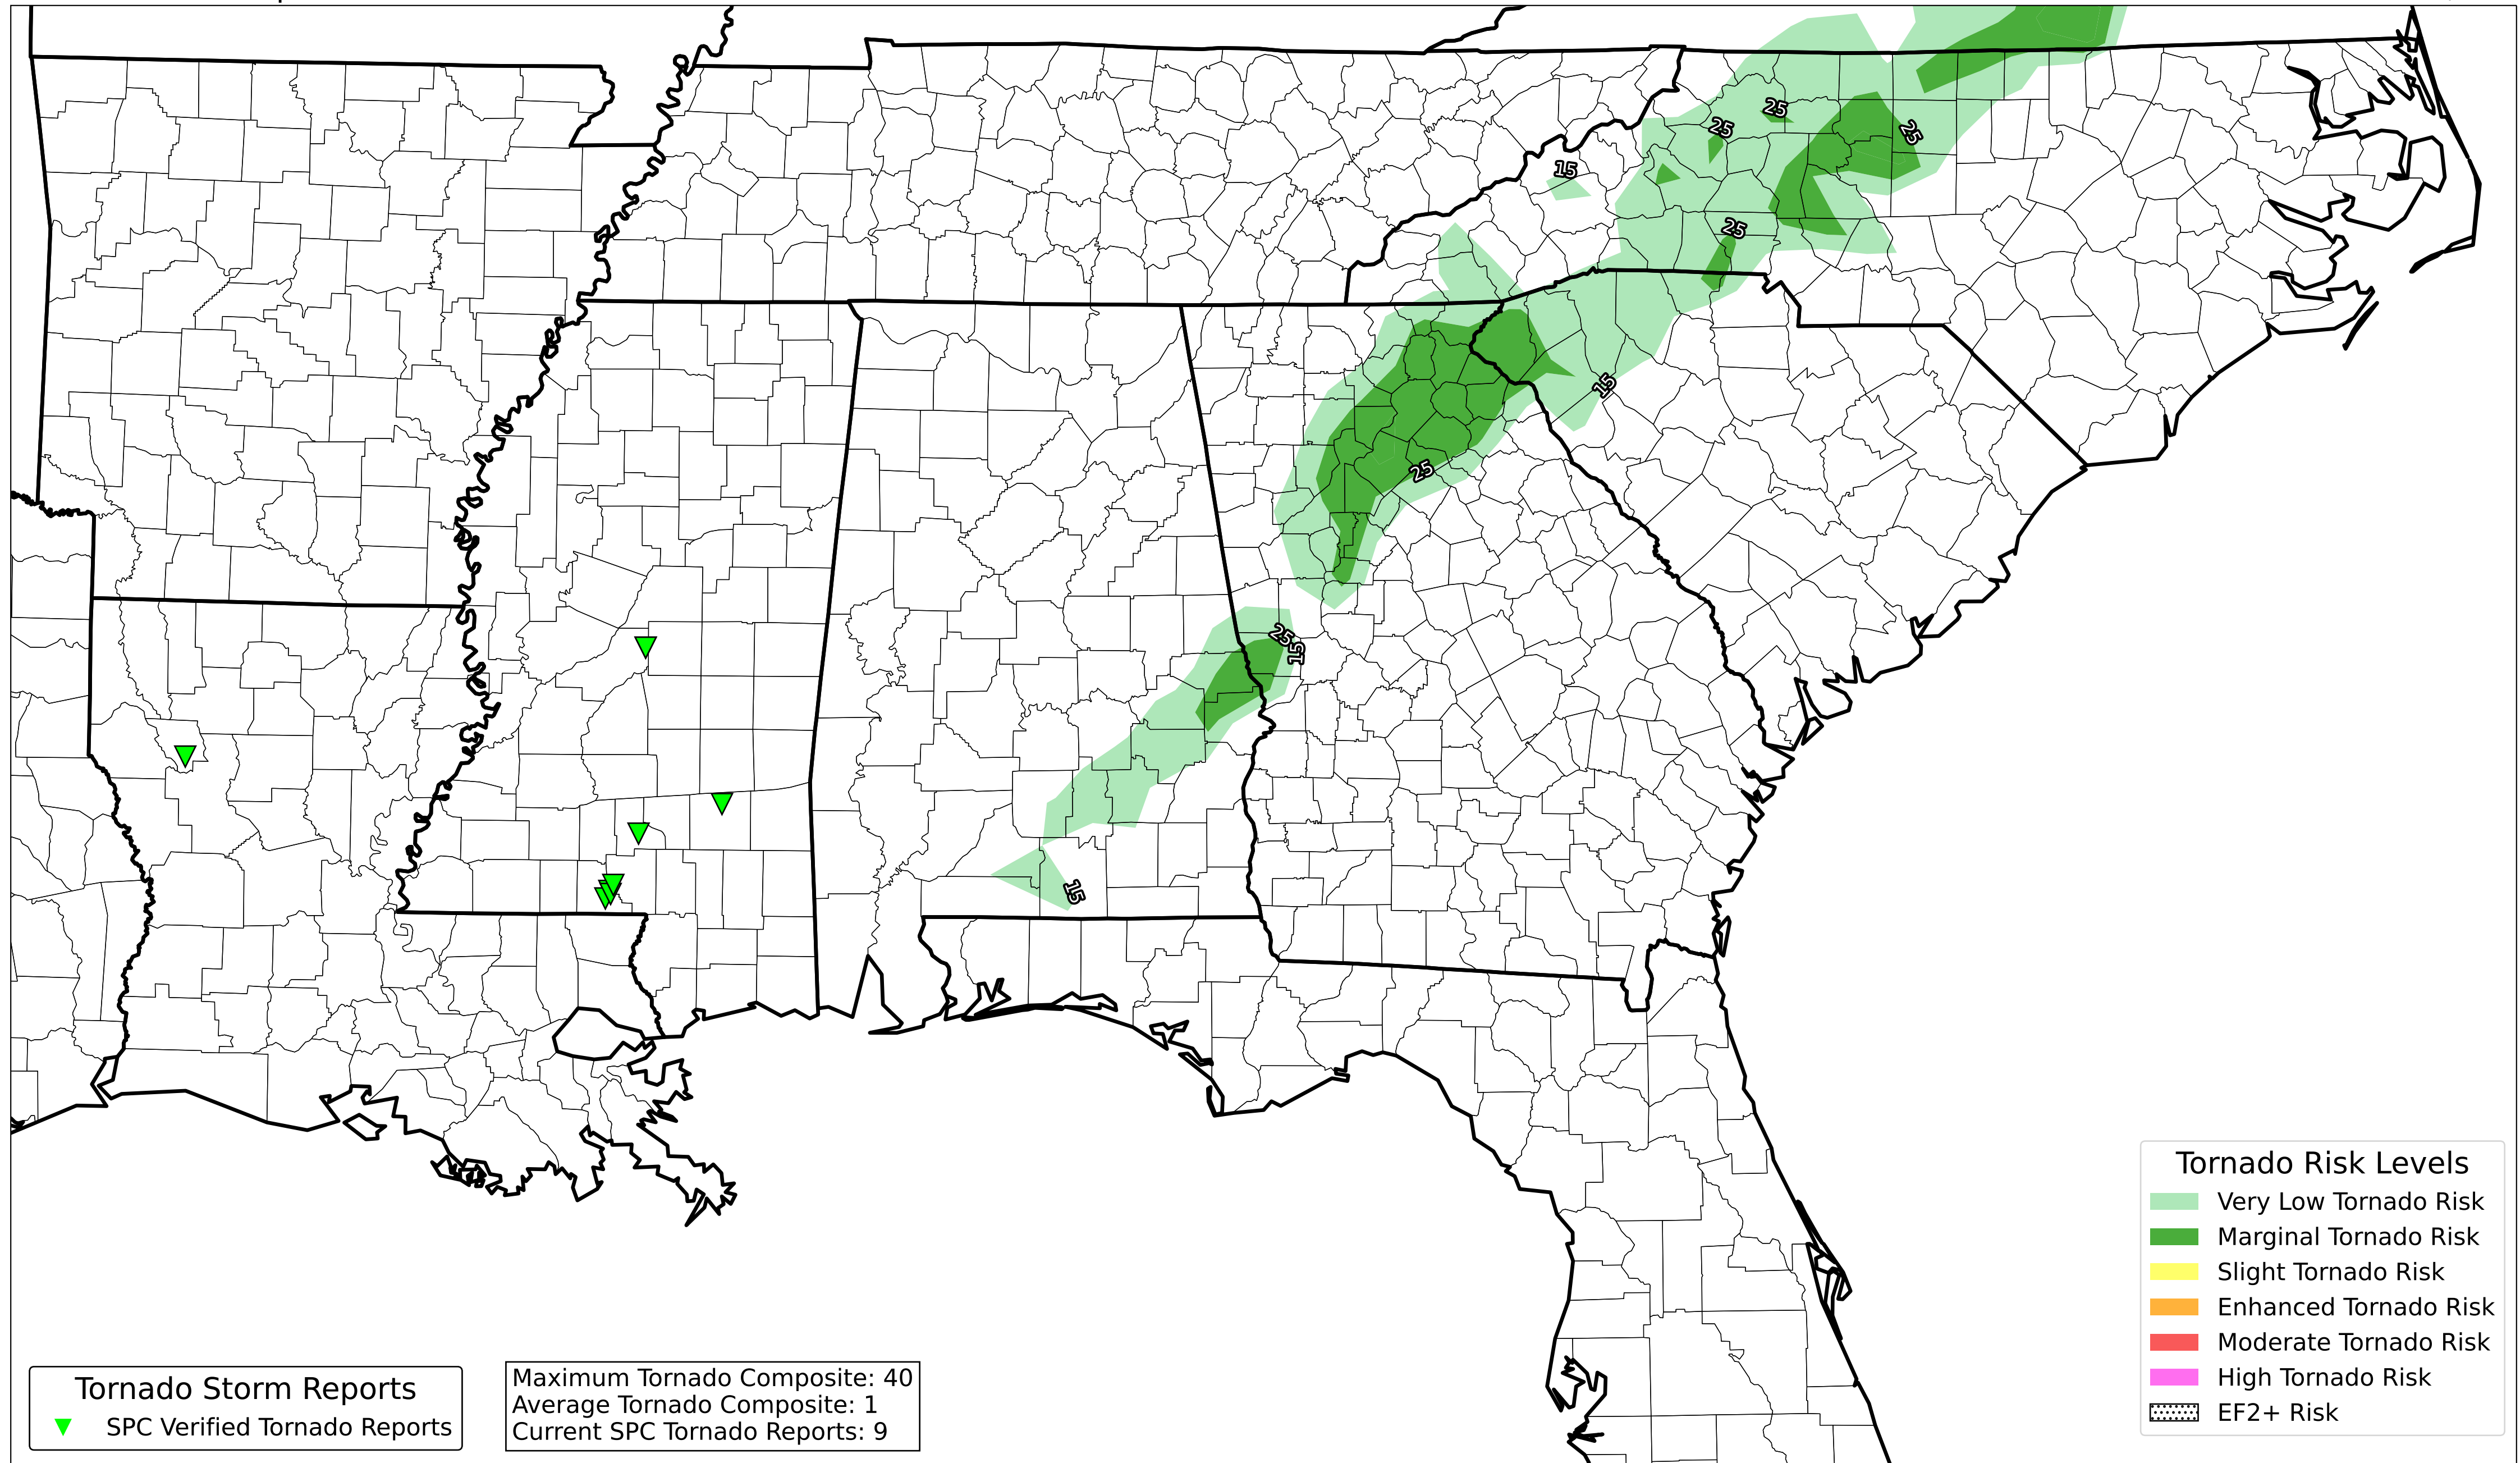 25
25
25
15
25
15
25
25
15
15
Tornado Risk Levels
Very Low Tornado Risk
Marginal Tornado Risk
Slight Tornado Risk
Enhanced Tornado Risk
Moderate Tornado Risk
High Tornado Risk
EF2+ Risk
Tornado Storm Reports
SPC Verified Tornado Reports
Maximum Tornado Composite: 40
Average Tornado Composite: 1
Current SPC Tornado Reports: 9